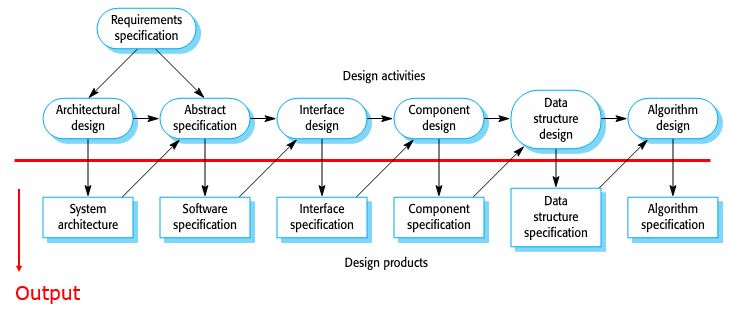 Requirements
specification
Design activities
Architectural
design
Abstract
specification
Interface
design
Component
design
Data
structure
design
Algorithm
design
System
architecture
Software
specification
Interface
specification
Component
specification
Data
structure
specification
Algorithm
specification
Design products
Output